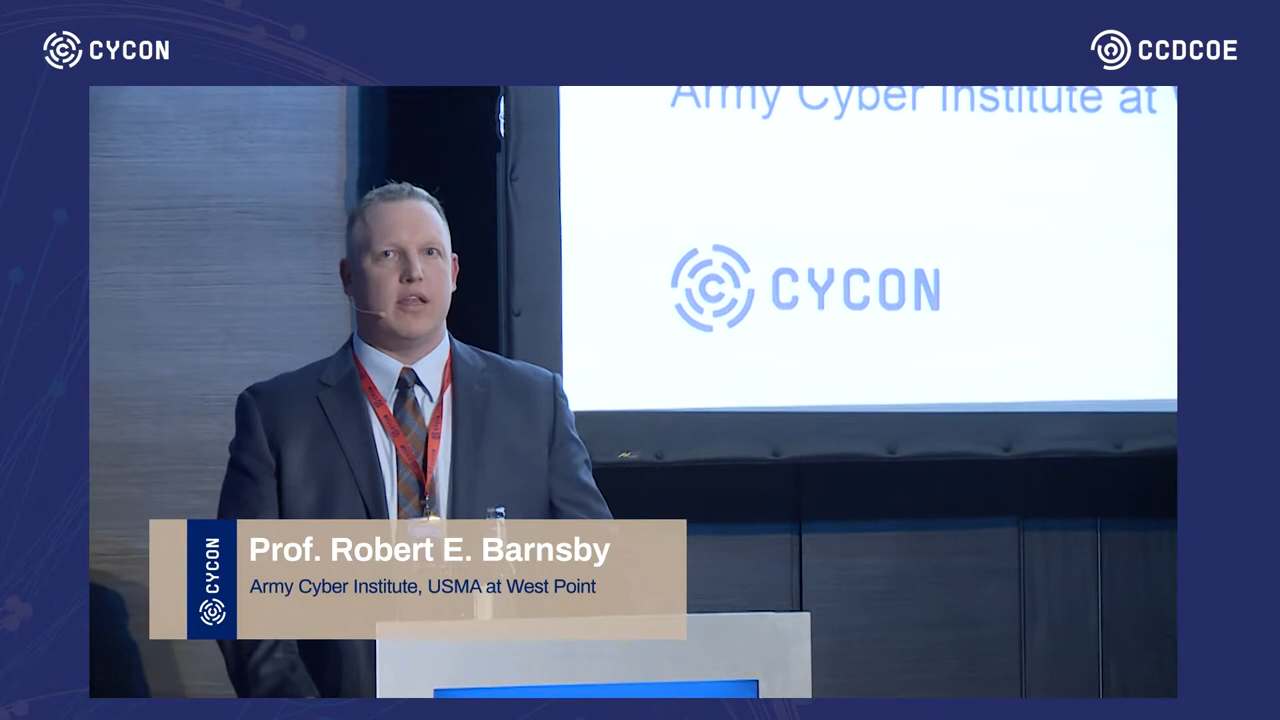 CYCON
CCDCOE
Army Cyber Institute at
CYCON
CYCON
Prof. Robert E. Barnsby
Army Cyber Institute, USMA at West Point